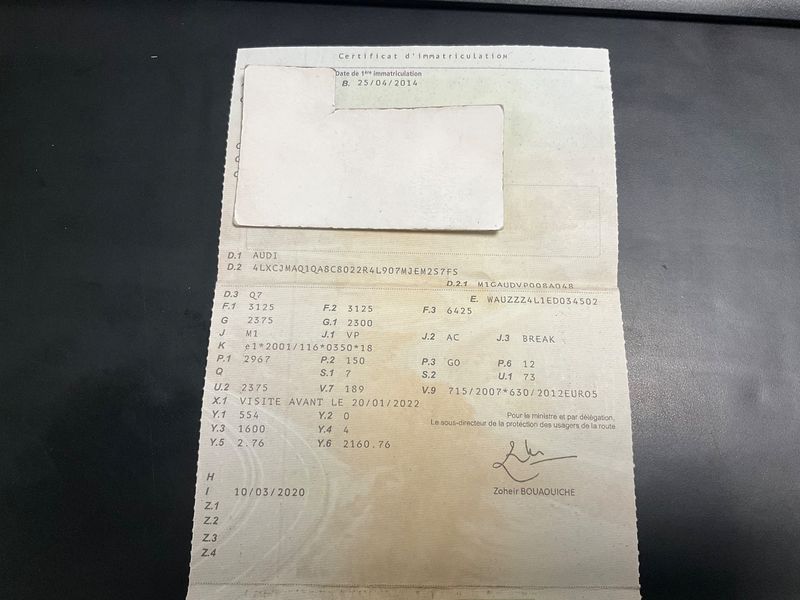 Certificat d'immatriculation
Date de 1ère immatriculation
B. 25/04/2014
D.1 AUDI
D.2 4LXCJMAQ1QA8C8022R4L907MJEM2S7FS
D.2.1 M1GAUDVP008A048
D.3 Q7
E. WAUZZZ4L1ED034502
F.1 3125 F.2 3125 F.3 6425
G 2375 G.1 2300
J M1 J.1 VP J.2 AC J.3 BREAK
K e1*2001/116*0350*18
P.1 2967 P.2 150 P.3 GO P.6 12
Q S.1 7 S.2 U.1 73
U.2 2375 V.7 189 V.9 715/2007*630/2012EURO5
X.1 VISITE AVANT LE 20/01/2022
Y.1 554 Y.2 0
Y.3 1600 Y.4 4
Y.5 2.76 Y.6 2160.76
Pour le ministre et par délégation,
Le sous-directeur de la protection des usagers de la route
Zoheir BOUAOUICHE
H
I 10/03/2020
Z.1
Z.2
Z.3
Z.4